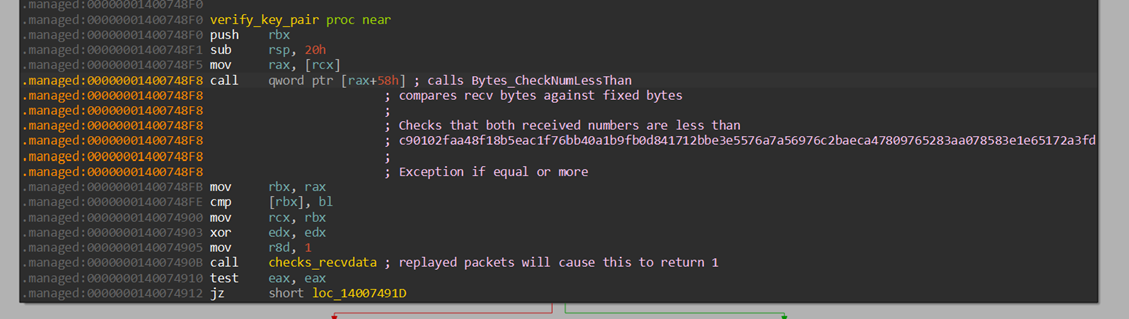 .managed:00000001400748F0
.managed:00000001400748F0 verify_key_pair proc near
.managed:00000001400748F0 push rbx
.managed:00000001400748F1 sub rsp, 20h
.managed:00000001400748F5 mov rax, [rcx]
.managed:00000001400748F8 call qword ptr [rax+58h] ; calls Bytes_CheckNumLessThan
.managed:00000001400748F8 ; compares recv bytes against fixed bytes
.managed:00000001400748F8 ;
.managed:00000001400748F8 ; Checks that both received numbers are less than
.managed:00000001400748F8 ; c90102faa48f18b5eac1f76bb40a1b9fb0d841712bbe3e5576a7a56976c2baeca47809765283aa078583e1e65172a3fd
.managed:00000001400748F8 ;
.managed:00000001400748F8 ; Exception if equal or more
.managed:00000001400748FB mov rbx, rax
.managed:00000001400748FE cmp [rbx], bl
.managed:0000000140074900 mov rcx, rbx
.managed:0000000140074903 xor edx, edx
.managed:0000000140074905 mov r8d, 1
.managed:000000014007490B call checks_recvdata ; replayed packets will cause this to return 1
.managed:0000000140074910 test eax, eax
.managed:0000000140074912 jz short loc_14007491D